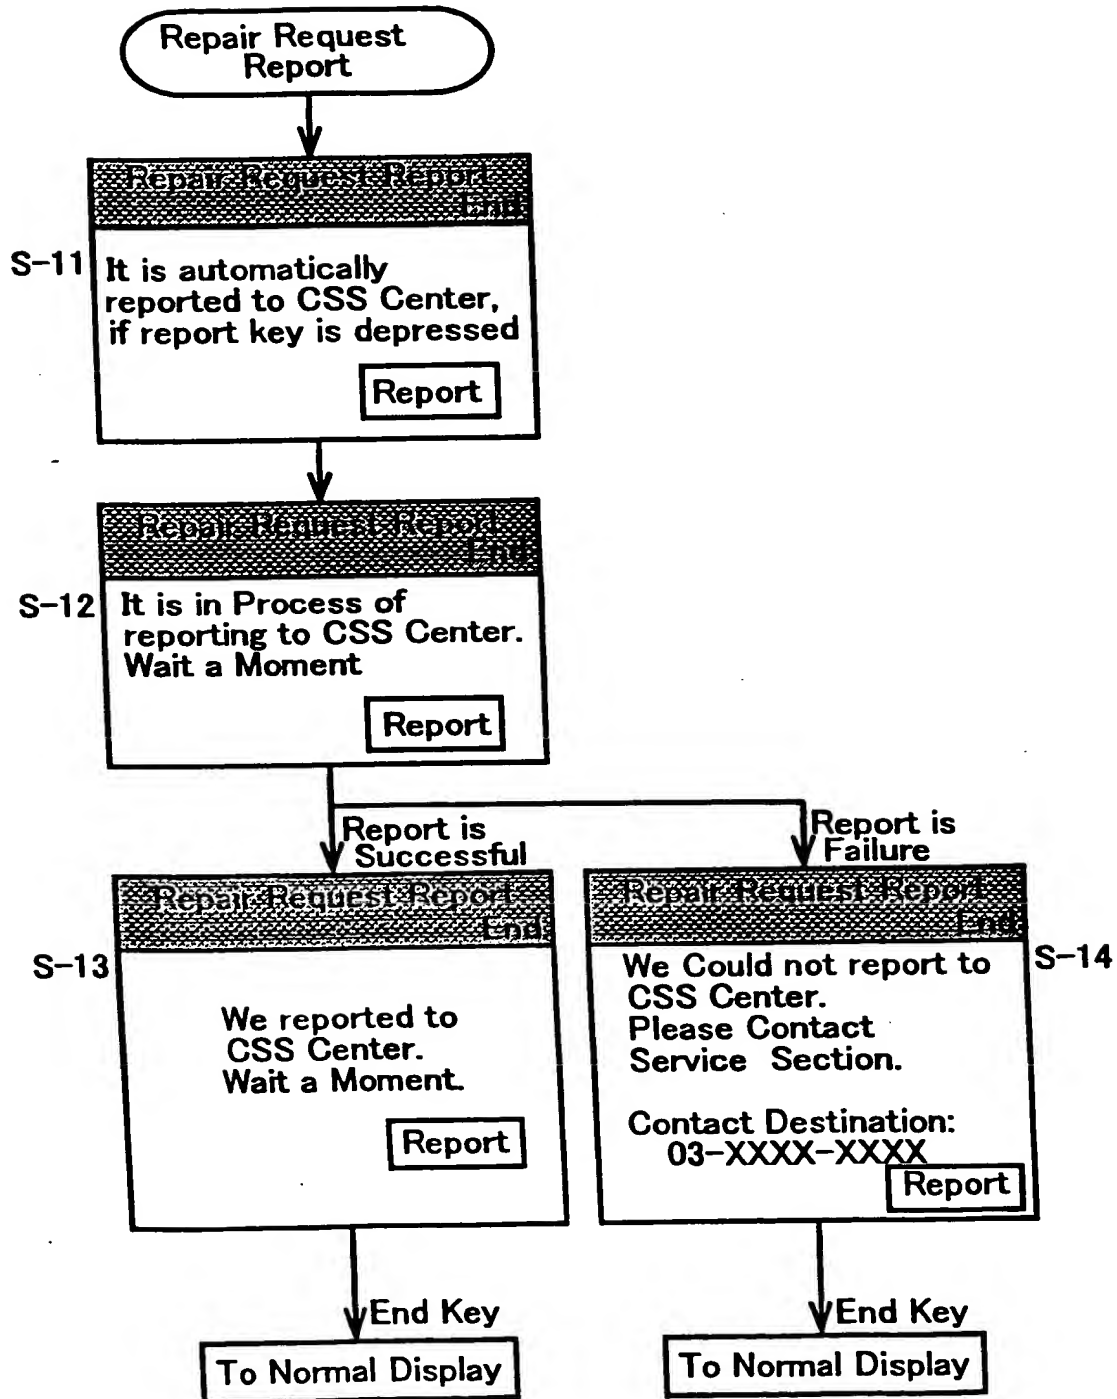 Repair Request
Report
Repair Request Report
End
S-11
It is automatically
reported to CSS Center,
if report key is depressed
Report
Repair Request Report
End
S-12
It is in Process of
reporting to CSS Center.
Wait a Moment
Report
Report is
Successful
Report is
Failure
Repair Request Report
End
S-13
We reported to
CSS Center.
Wait a Moment.
Report
Repair Request Report
End
S-14
We Could not report to
CSS Center.
Please Contact
Service Section.
Contact Destination:
03-XXXX-XXXX
Report
End Key
To Normal Display
End Key
To Normal Display